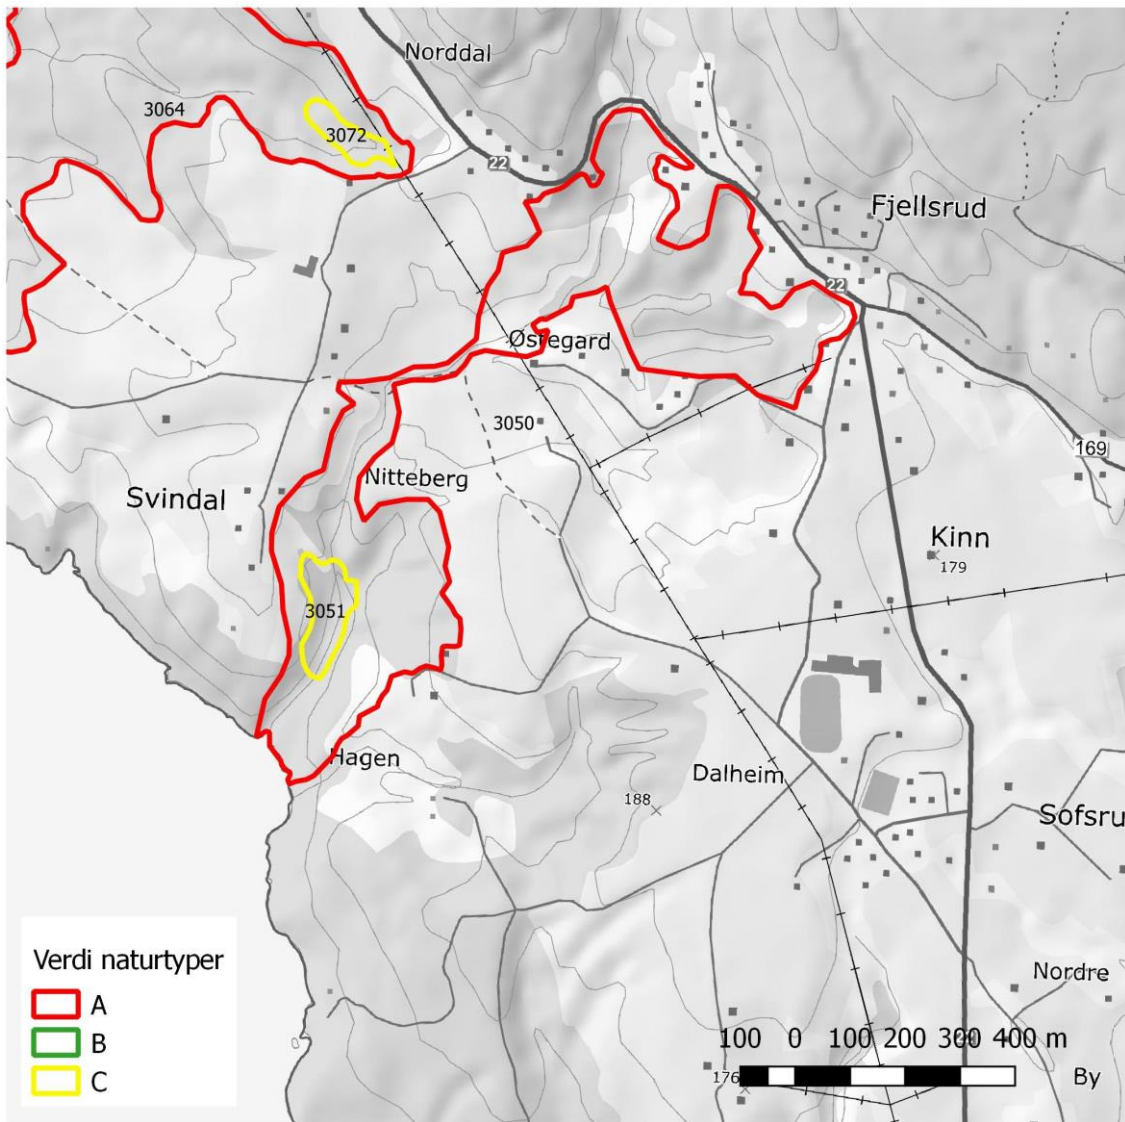 Norddal
3064
3072
22
Fjellsrud
22
Østegard
3050
169
Nitteberg
Svindal
Kinn
179
3051
Hagen
Dalheim
188
Sofsru
Verdi naturtyper
A
B
C
Nordre
100 0 100 200 300 400 m
176
By